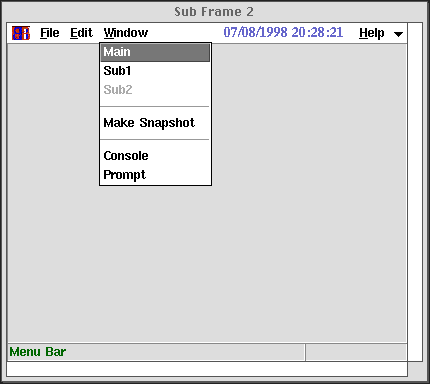 Sub Frame 2
File Edit Window 07/08/1998 20:28:21 Help
Main
Sub1
Sub2
Make Snapshot
Console
Prompt
Menu Bar